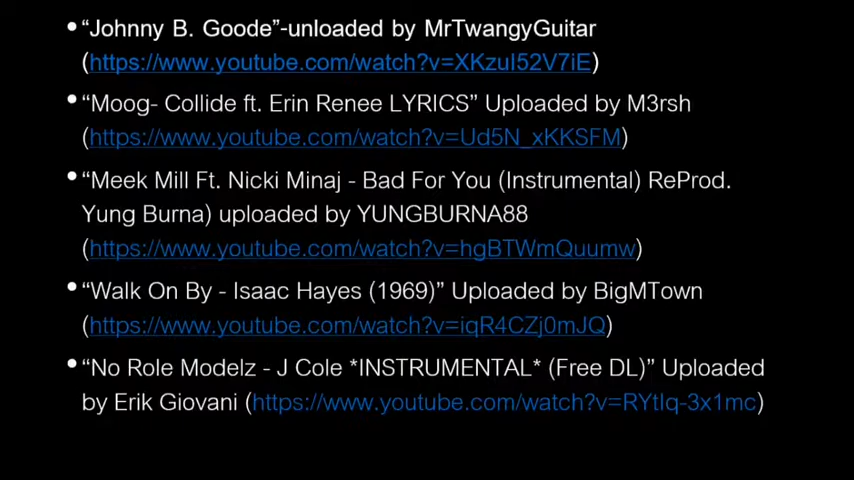 • “Johnny B. Goode”-unloaded by MrTwangyGuitar
(https://www.youtube.com/watch?v=XKzuI52V7iE)
• “Moog- Collide ft. Erin Renee LYRICS” Uploaded by M3rsh
(https://www.youtube.com/watch?v=Ud5N_xKKSFM)
• “Meek Mill Ft. Nicki Minaj - Bad For You (Instrumental) ReProd.
Yung Burna) uploaded by YUNGBURNA88
(https://www.youtube.com/watch?v=hgBTWmQuumw)
• “Walk On By - Isaac Hayes (1969)” Uploaded by BigMTown
(https://www.youtube.com/watch?v=iqR4CZj0mJQ)
• “No Role Modelz - J Cole *INSTRUMENTAL* (Free DL)” Uploaded
by Erik Giovani (https://www.youtube.com/watch?v=RYtIq-3x1mc)